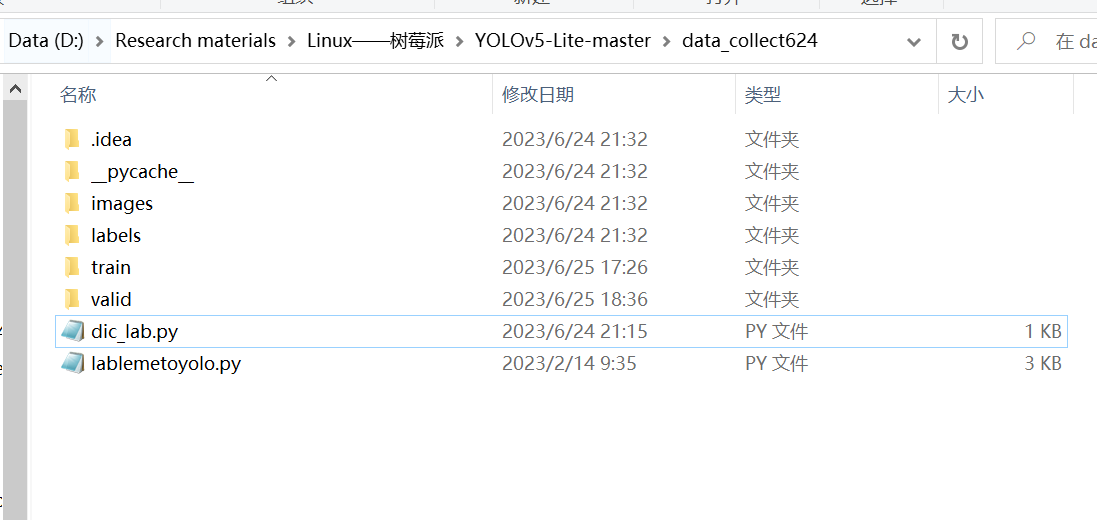 Data (D:) > Research materials > Linux——树莓派 > YOLOv5-Lite-master > data_collect624 在 da
名称 修改日期 类型 大小
.idea 2023/6/24 21:32 文件夹
__pycache__ 2023/6/24 21:32 文件夹
images 2023/6/24 21:32 文件夹
labels 2023/6/24 21:32 文件夹
train 2023/6/25 17:26 文件夹
valid 2023/6/25 18:36 文件夹
dic_lab.py 2023/6/24 21:15 PY 文件 1 KB
lablemetoyolo.py 2023/2/14 9:35 PY 文件 3 KB